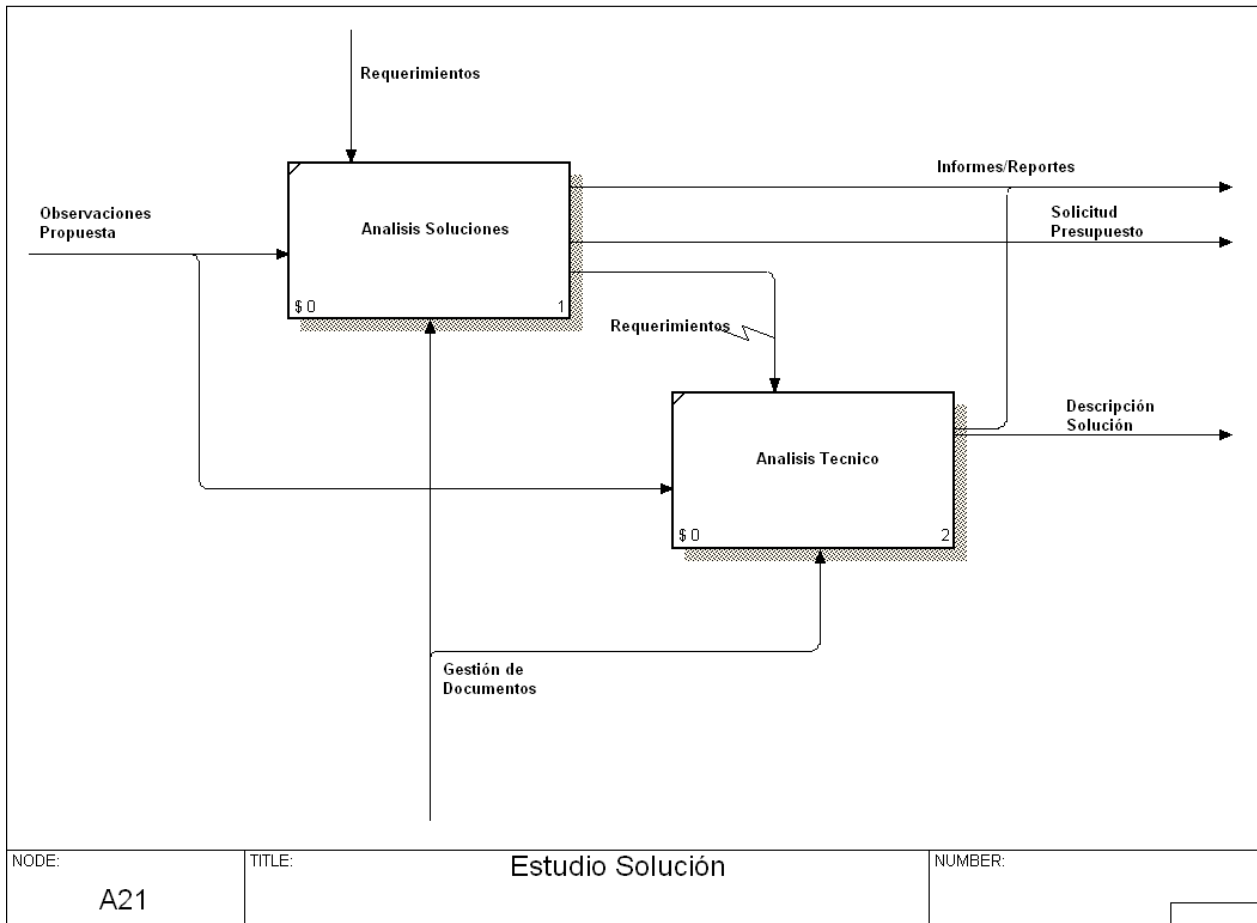 Requerimientos
Informes/Reportes
Observaciones
Propuesta
Analisis Soluciones
Solicitud
Presupuesto
$ 0
1
Requerimientos
Descripción
Solución
Analisis Tecnico
$ 0
2
Gestión de
Documentos
NODE:
A21
TITLE:
Estudio Solución
NUMBER: